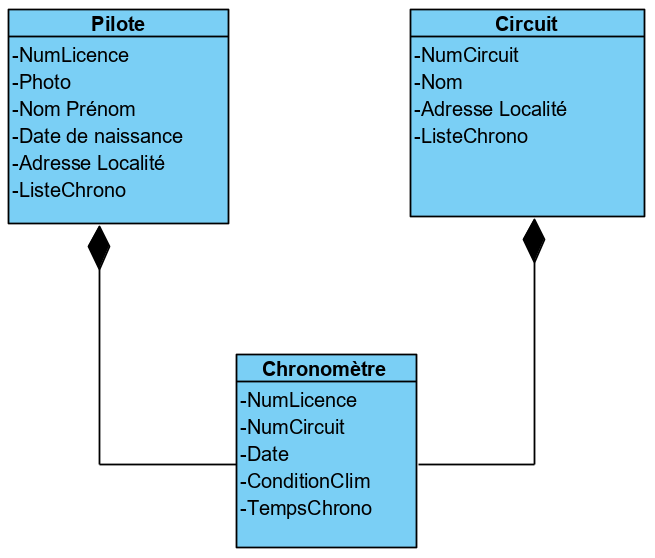 Pilote
-NumLicence
-Photo
-Nom Prénom
-Date de naissance
-Adresse Localité
-ListeChrono
Circuit
-NumCircuit
-Nom
-Adresse Localité
-ListeChrono
Chronomètre
-NumLicence
-NumCircuit
-Date
-ConditionClim
-TempsChrono